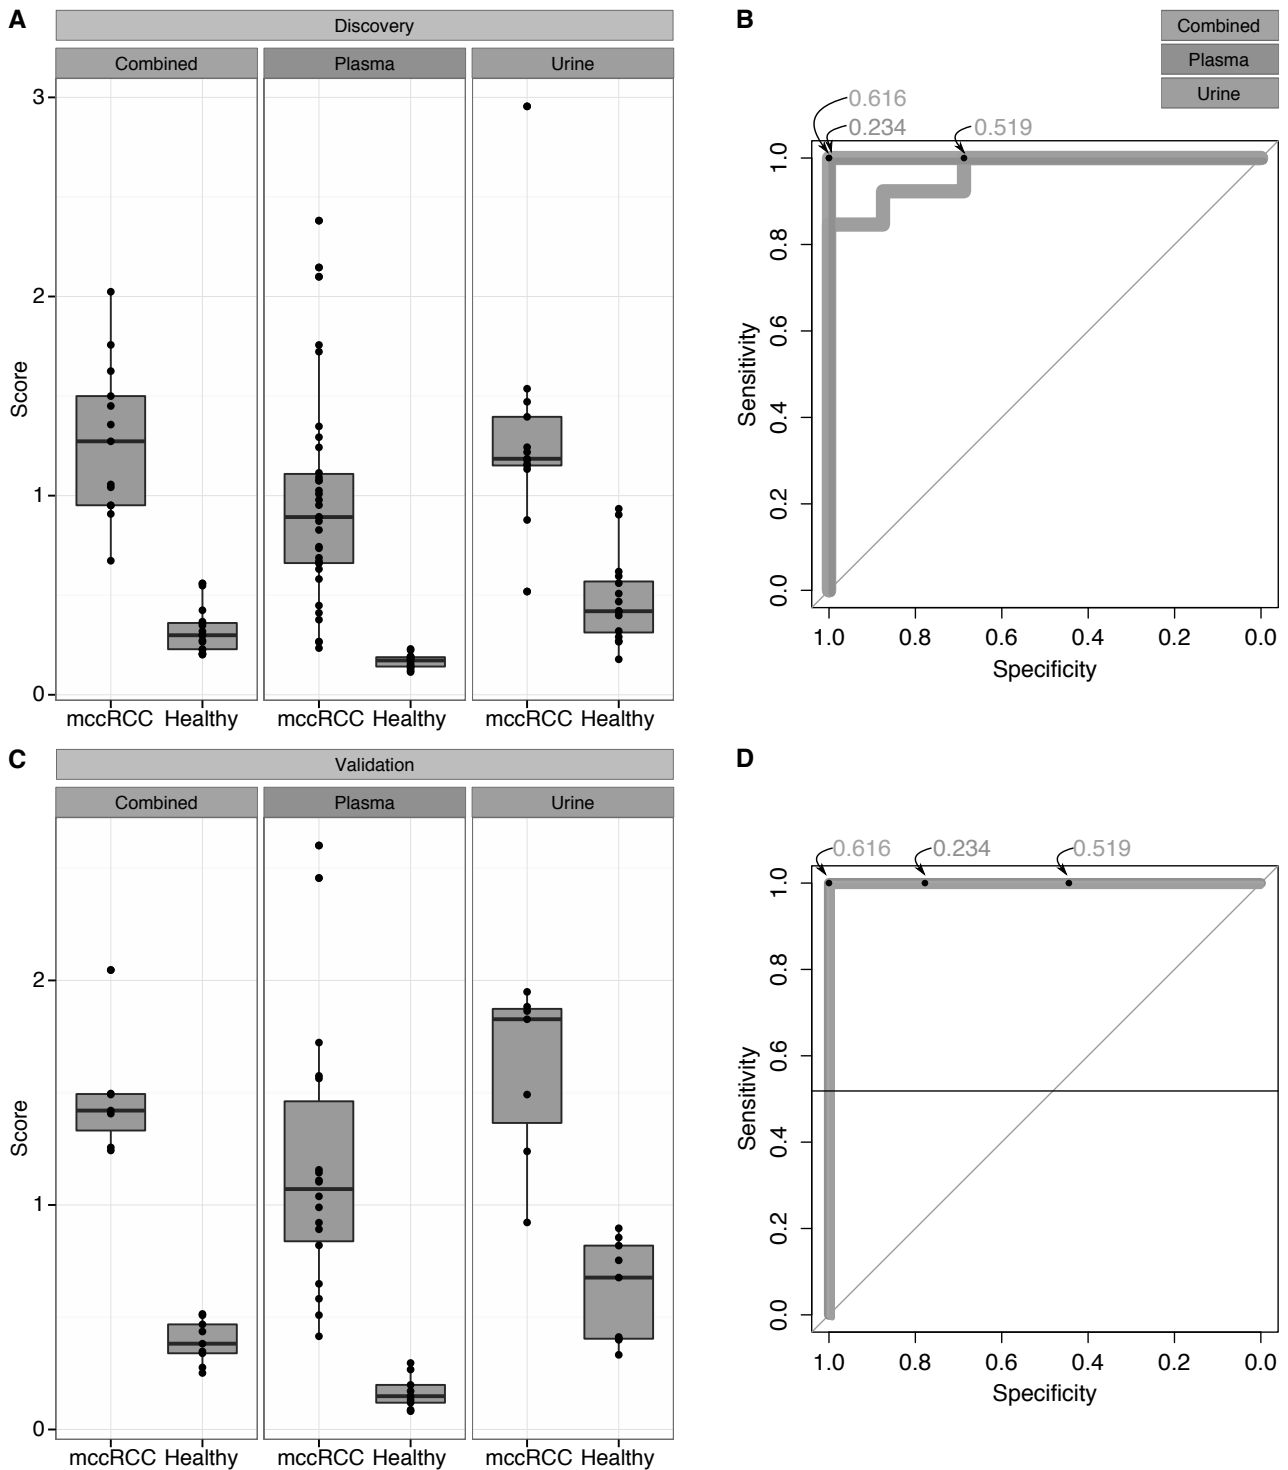 A
Discovery
Combined Plasma Urine
3
2
1
0
Score
mccRCC Healthy mccRCC Healthy mccRCC Healthy
B
Combined
Plasma
Urine
0.616
0.234 0.519
1.0
0.8
0.6
0.4
0.2
0.0
Sensitivity
1.0 0.8 0.6 0.4 0.2 0.0
Specificity
C
Validation
Combined Plasma Urine
2
1
0
Score
mccRCC Healthy mccRCC Healthy mccRCC Healthy
D
0.616 0.234 0.519
1.0
0.8
0.6
0.4
0.2
0.0
Sensitivity
1.0 0.8 0.6 0.4 0.2 0.0
Specificity